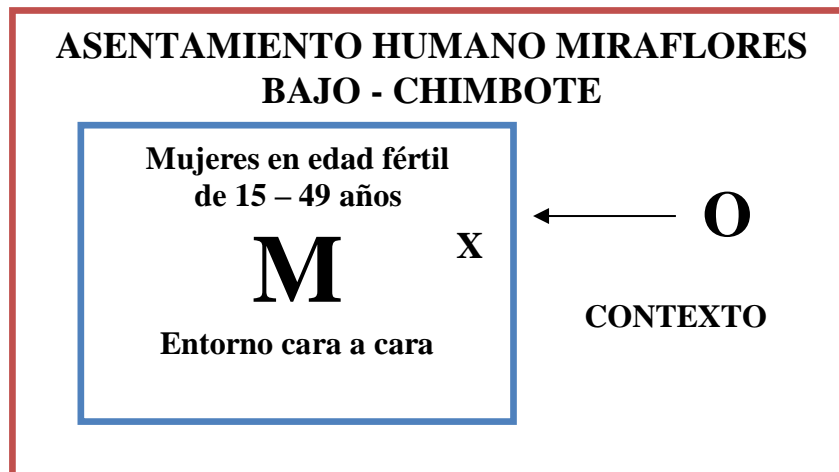 ASENTAMIENTO HUMANO MIRAFLORES
BAJO - CHIMBOTE
Mujeres en edad fértil
de 15 – 49 años
M
X
O
Entorno cara a cara
CONTEXTO